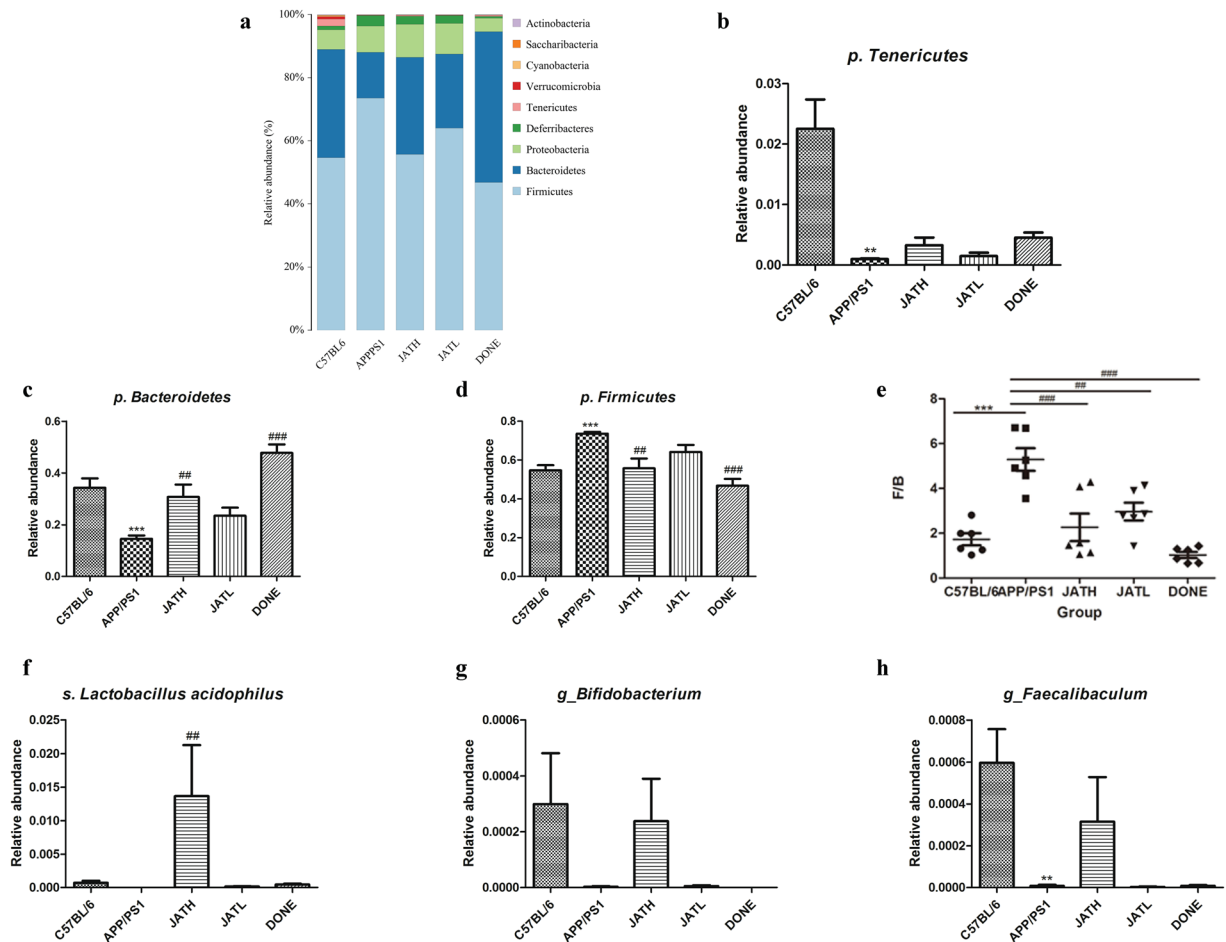 a
100%
80%
60%
40%
20%
0%
Relative abundance (%)
C57BL6
APPPS1
JATH
JATL
DONE
Actinobacteria
Saccharibacteria
Cyanobacteria
Verrucomicrobia
Tenericutes
Deferribacteres
Proteobacteria
Bacteroidetes
Firmicutes
b
p. Tenericutes
Relative abundance
0.03
0.02
0.01
0.00
**
C57BL/6
APP/PS1
JATH
JATL
DONE
c
p. Bacteroidetes
Relative abundance
0.6
0.4
0.2
0.0
***
##
###
C57BL/6
APP/PS1
JATH
JATL
DONE
d
p. Firmicutes
Relative abundance
0.8
0.6
0.4
0.2
0.0
***
##
###
C57BL/6
APP/PS1
JATH
JATL
DONE
e
###
##
###
***
F/B
8
6
4
2
0
C57BL/6
APP/PS1
JATH
JATL
DONE
Group
f
s. Lactobacillus acidophilus
Relative abundance
0.025
0.020
0.015
0.010
0.005
0.000
##
C57BL/6
APP/PS1
JATH
JATL
DONE
g
g_Bifidobacterium
Relative abundance
0.0006
0.0004
0.0002
0.0000
C57BL/6
APP/PS1
JATH
JATL
DONE
h
g_Faecalibaculum
Relative abundance
0.0008
0.0006
0.0004
0.0002
0.0000
**
C57BL/6
APP/PS1
JATH
JATL
DONE